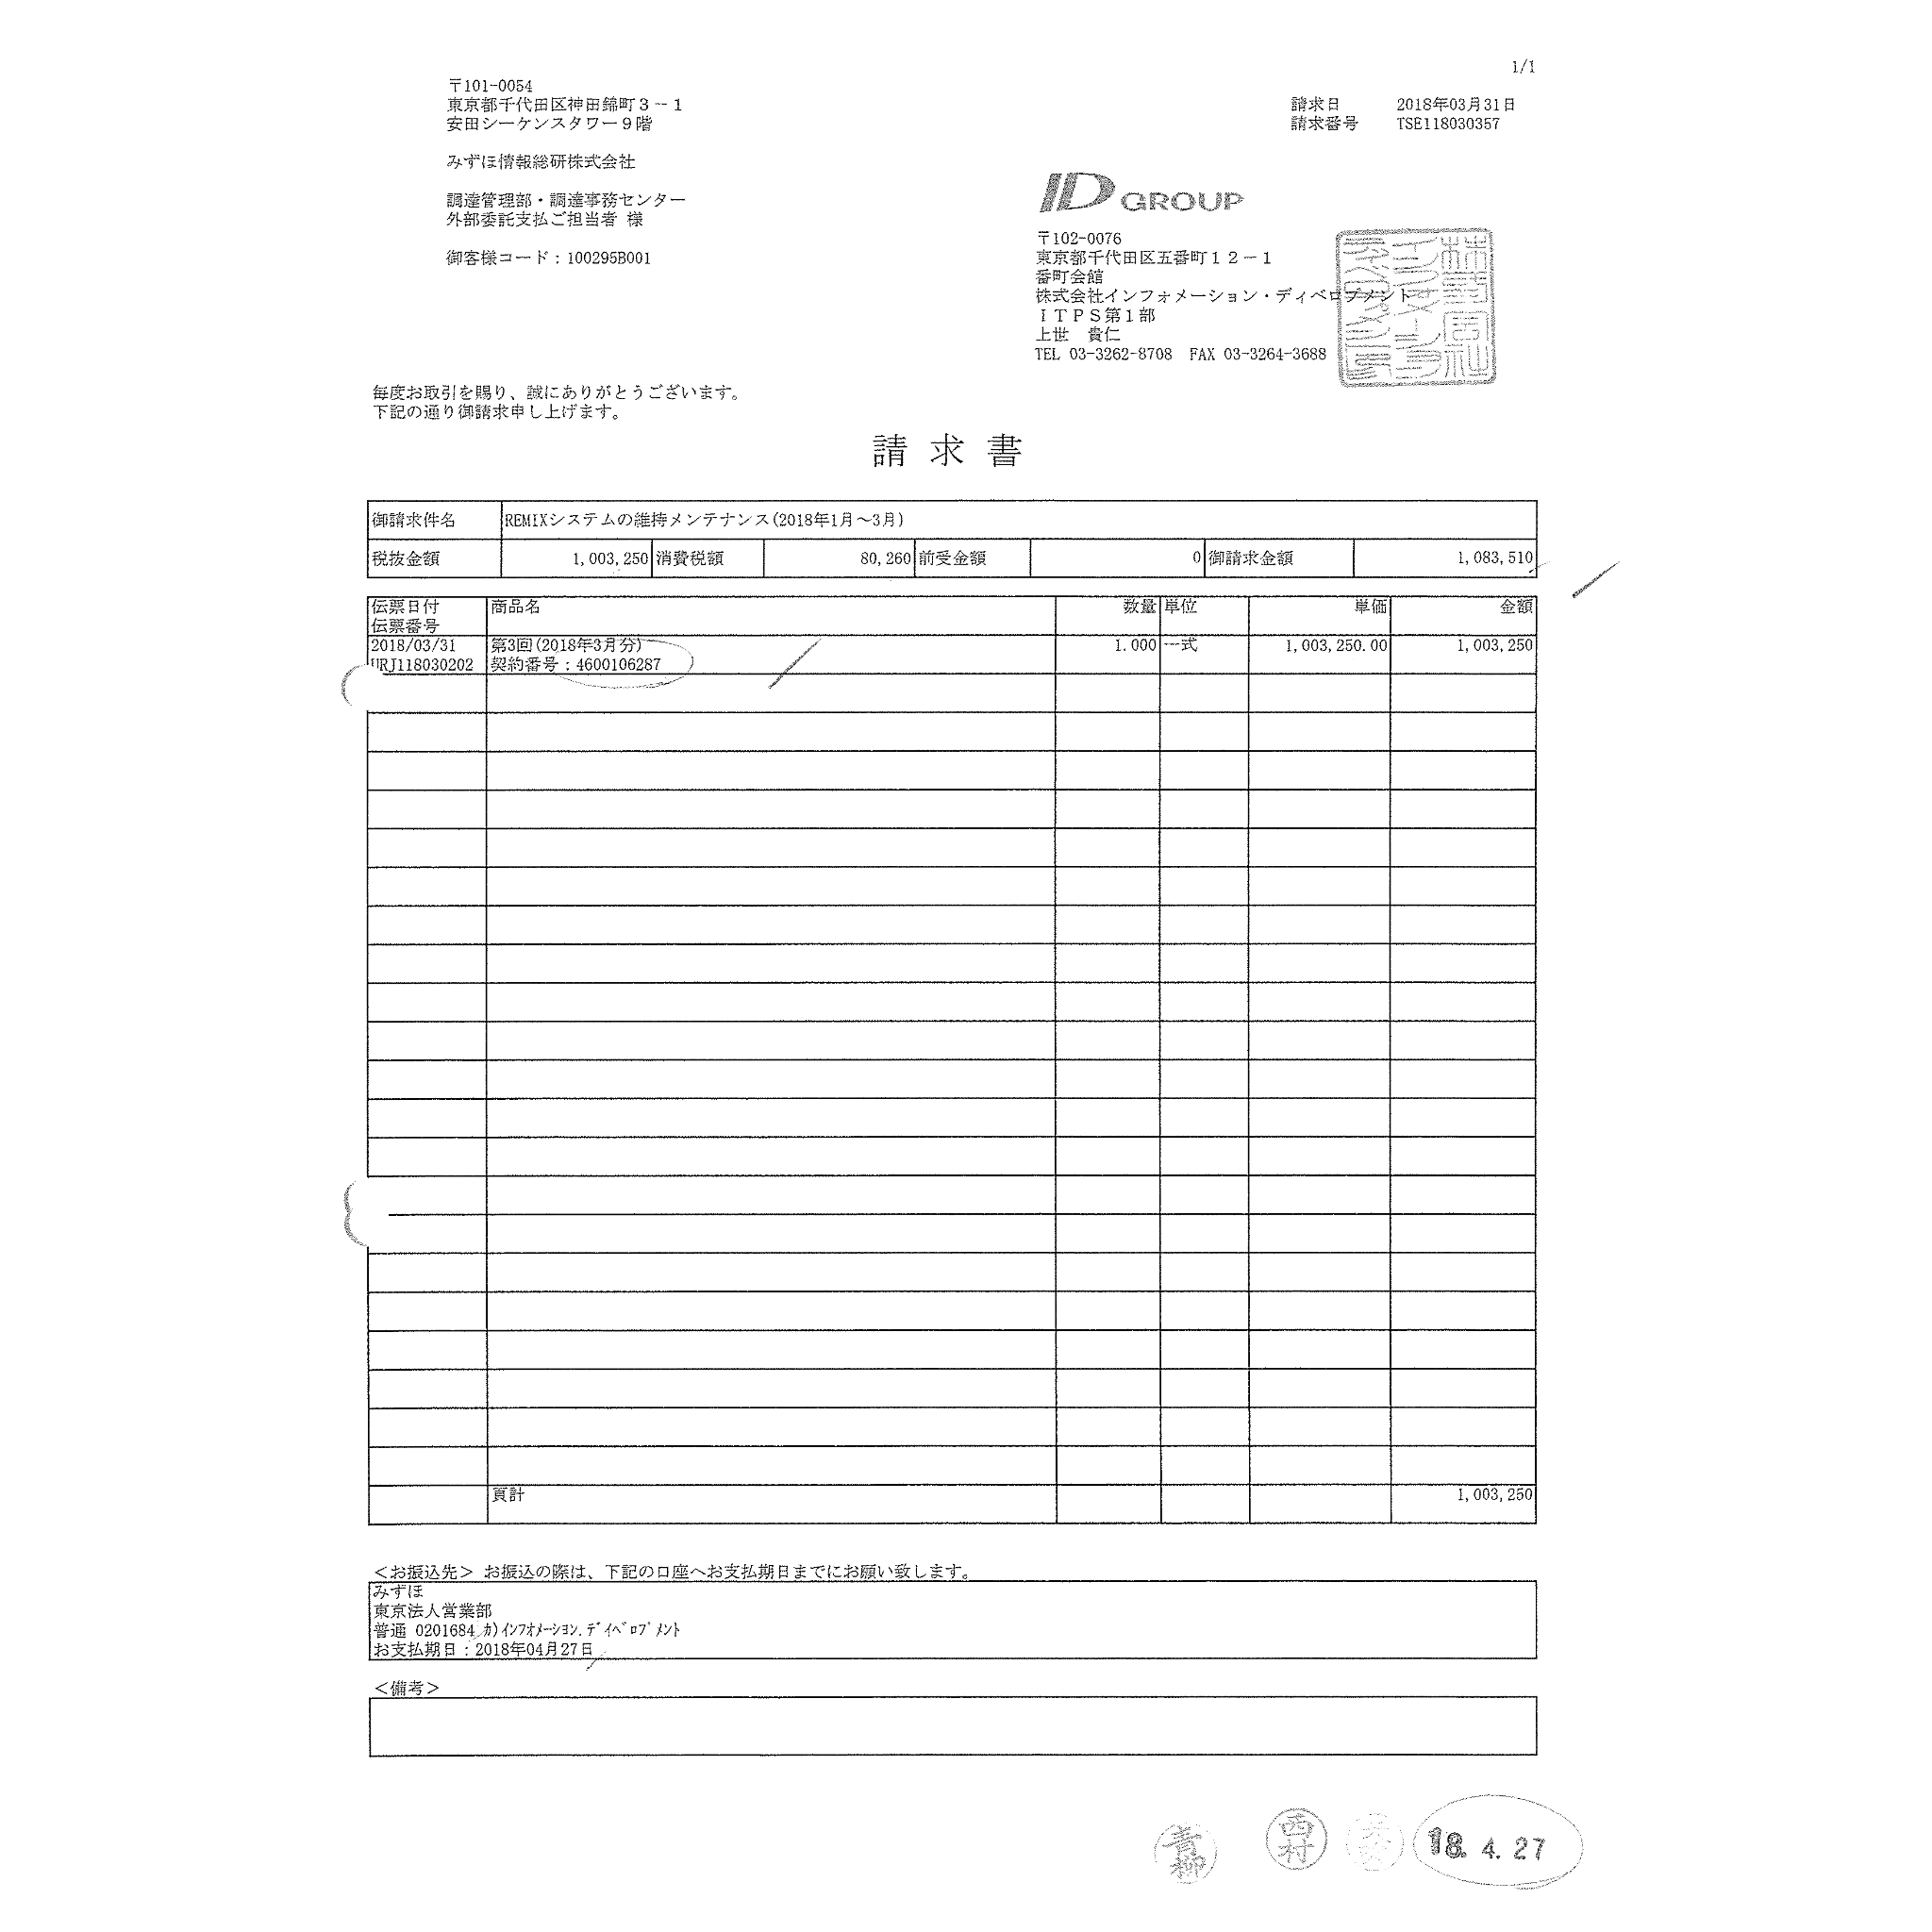 1/1
〒101-0054
東京都千代田区神田錦町３－１
安田シーケンスタワー９階
みずほ情報総研株式会社
調達管理部・調達事務センター
外部委託支払ご担当者 様
御客様コード：100295B001
請求日 2018年03月31日
請求番号 TSE118030357
ID GROUP
〒102-0076
東京都千代田区五番町１２－１
番町会館
株式会社インフォメーション・ディベロプメント
ＩＴＰＳ第１部
上世 貴仁
TEL 03-3262-8708 FAX 03-3264-3688
毎度お取引を賜り、誠にありがとうございます。
下記の通り御請求申し上げます。
請求書
御請求件名 REMIXシステムの維持メンテナンス(2018年1月～3月)
税抜金額 1,003,250 消費税額 80,260 前受金額 0 御請求金額 1,083,510
伝票日付 商品名 数量 単位 単価 金額
伝票番号
2018/03/31 第3回(2018年3月分) 1.000 一式 1,003,250.00 1,003,250
URJ118030202 契約番号：4600106287
頁計 1,003,250
＜お振込先＞ お振込の際は、下記の口座へお支払期日までにお願い致します。
みずほ
東京法人営業部
普通 0201684 ｶ)ｲﾝﾌｵﾒｰｼﾖﾝ.ﾃﾞｲﾍﾞﾛﾌﾟﾒﾝﾄ
お支払期日：2018年04月27日
＜備考＞
青柳
西村
18.4.27